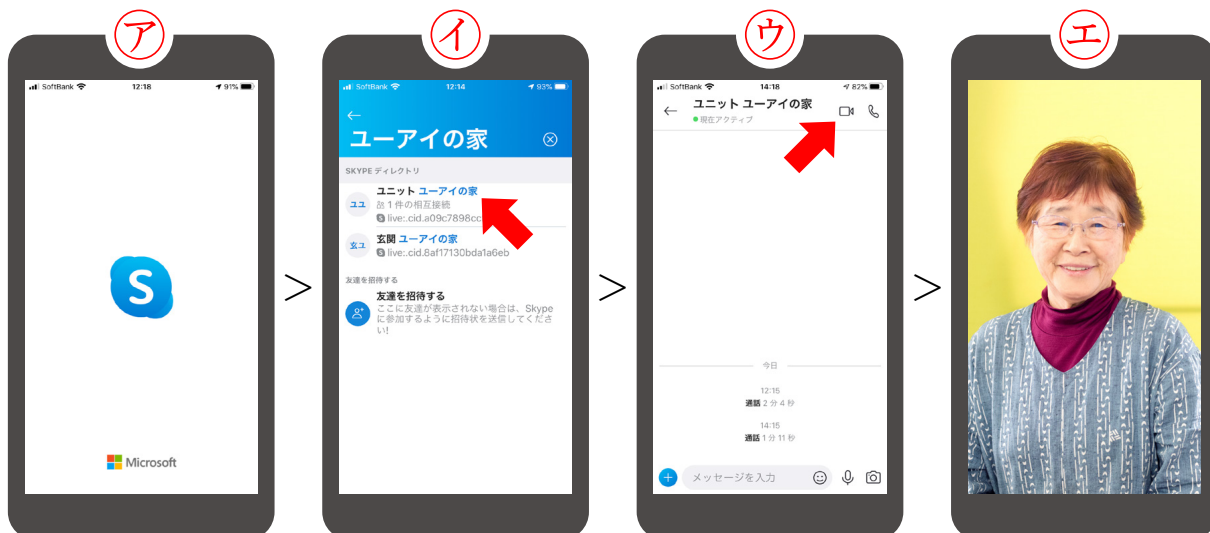 ア
SoftBank 12:18 91%
S
Microsoft
>
イ
SoftBank 12:14 93%
ユーアイの家
SKYPE ディレクトリ
ユユ
ユニット ユーアイの家
1 件の相互接続
live:.cid.a09c7898cc
玄ユ
玄関 ユーアイの家
live:.cid.8af17130bda1a6eb
友達を招待する
友達を招待する
ここに友達が表示されない場合は、Skype
に参加するように招待状を送信してくださ
い!
>
ウ
SoftBank 14:18 82%
ユニット ユーアイの家
現在アクティブ
今日
12:15
通話 2 分 4 秒
14:15
通話 1 分 11 秒
メッセージを入力
>
エ